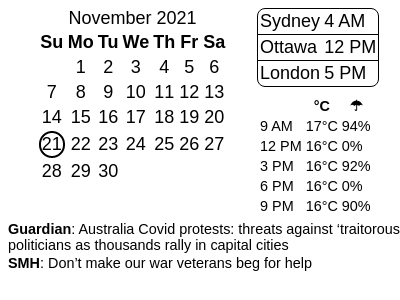 November 2021
Su Mo Tu We Th Fr Sa
1 2 3 4 5 6
7 8 9 10 11 12 13
14 15 16 17 18 19 20
21 22 23 24 25 26 27
28 29 30
Sydney 4 AM
Ottawa 12 PM
London 5 PM
°C ☂
9 AM 17°C 94%
12 PM 16°C 0%
3 PM 16°C 92%
6 PM 16°C 0%
9 PM 16°C 90%
Guardian: Australia Covid protests: threats against ‘traitorous
politicians as thousands rally in capital cities
SMH: Don’t make our war veterans beg for help